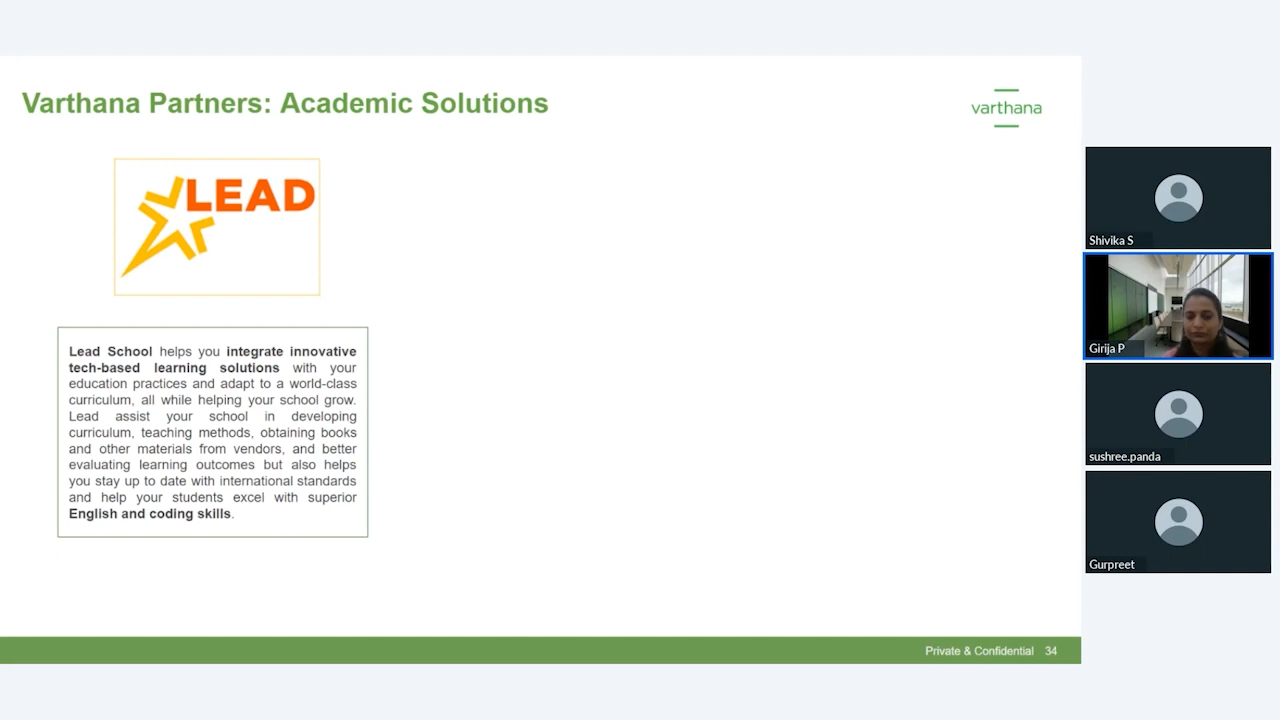 Varthana Partners: Academic Solutions
varthana
LEAD
Lead School helps you integrate innovative
tech-based learning solutions with your
education practices and adapt to a world-class
curriculum, all while helping your school grow.
Lead assist your school in developing
curriculum, teaching methods, obtaining books
and other materials from vendors, and better
evaluating learning outcomes but also helps
you stay up to date with international standards
and help your students excel with superior
English and coding skills.
Private & Confidential 34
Shivika S
Girija P
sushree.panda
Gurpreet